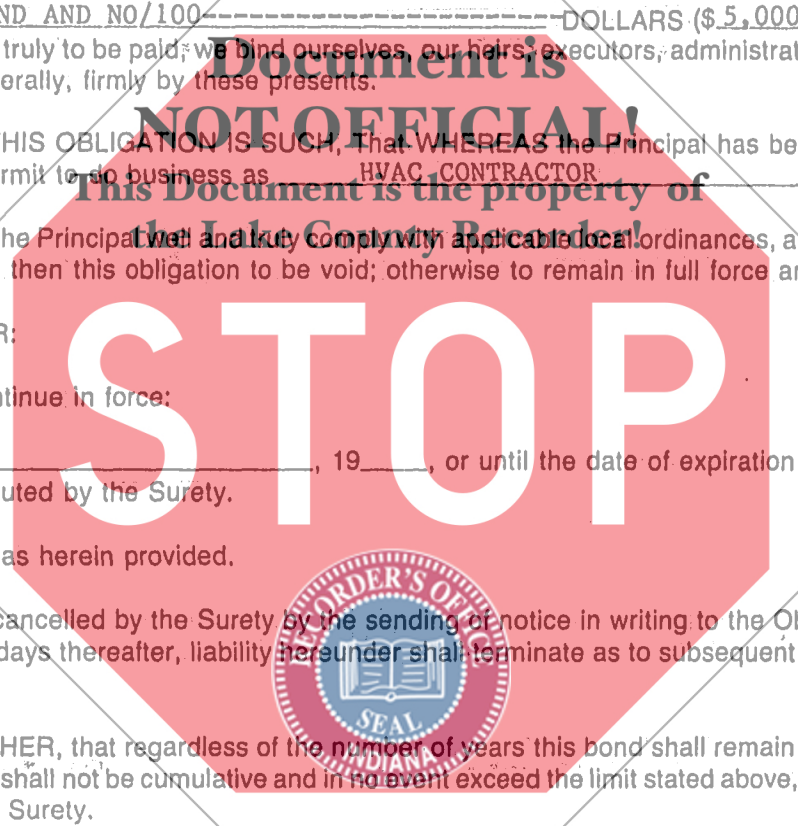 ND AND NO/100-----------------------------DOLLARS ($5,000
truly to be paid, we bind ourselves, our heirs, executors, administrat
erally, firmly by these presents.
Document is
NOT OFFICIAL!
This Document is the property of
the Lake County Recorder!
HIS OBLIGATION IS SUCH, That WHEREAS the Principal has be
rmit to do business as HVAC CONTRACTOR
he Principal well and truly comply with applicable local ordinances, a
then this obligation to be void; otherwise to remain in full force an
R:
STOP
ntinue in force:
, 19____, or until the date of expiration
uted by the Surety.
as herein provided.
cancelled by the Surety by the sending of notice in writing to the Ob
days thereafter, liability hereunder shall terminate as to subsequent
RECORDER'S OFFICE
SEAL
INDIANA
HER, that regardless of the number of years this bond shall remain
shall not be cumulative and in no event exceed the limit stated above,
Surety.